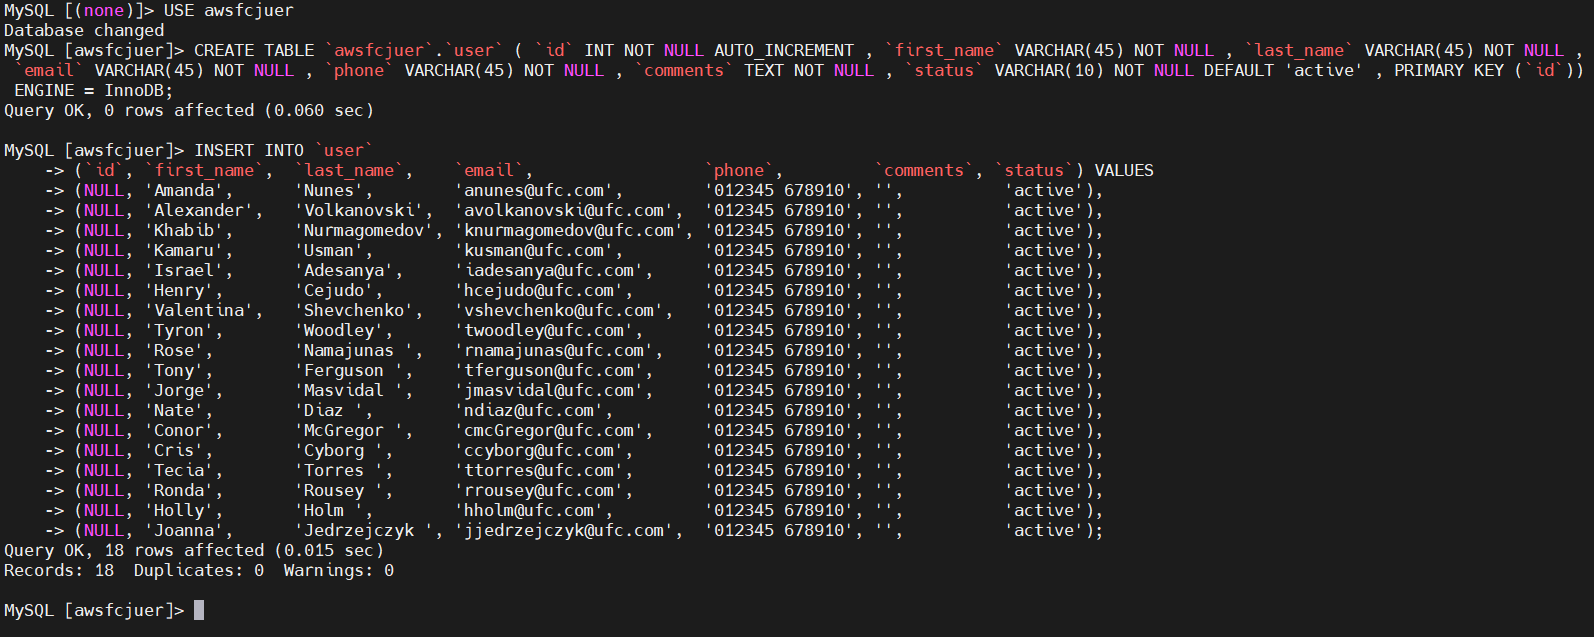 MySQL [(none)]> USE awsfcjuer
Database changed
MySQL [awsfcjuer]> CREATE TABLE `awsfcjuer`.`user` ( `id` INT NOT NULL AUTO_INCREMENT , `first_name` VARCHAR(45) NOT NULL , `last_name` VARCHAR(45) NOT NULL ,
 `email` VARCHAR(45) NOT NULL , `phone` VARCHAR(45) NOT NULL , `comments` TEXT NOT NULL , `status` VARCHAR(10) NOT NULL DEFAULT 'active' , PRIMARY KEY (`id`))
 ENGINE = InnoDB;
Query OK, 0 rows affected (0.060 sec)

MySQL [awsfcjuer]> INSERT INTO `user`
    -> (`id`, `first_name`,  `last_name`,    `email`,                 `phone`,         `comments`, `status`) VALUES
    -> (NULL, 'Amanda',      'Nunes',        'anunes@ufc.com',        '012345 678910', '',          'active'),
    -> (NULL, 'Alexander',   'Volkanovski',  'avolkanovski@ufc.com',  '012345 678910', '',          'active'),
    -> (NULL, 'Khabib',      'Nurmagomedov', 'knurmagomedov@ufc.com', '012345 678910', '',          'active'),
    -> (NULL, 'Kamaru',      'Usman',        'kusman@ufc.com',        '012345 678910', '',          'active'),
    -> (NULL, 'Israel',      'Adesanya',     'iadesanya@ufc.com',     '012345 678910', '',          'active'),
    -> (NULL, 'Henry',       'Cejudo',       'hcejudo@ufc.com',       '012345 678910', '',          'active'),
    -> (NULL, 'Valentina',   'Shevchenko',   'vshevchenko@ufc.com',   '012345 678910', '',          'active'),
    -> (NULL, 'Tyron',       'Woodley',      'twoodley@ufc.com',      '012345 678910', '',          'active'),
    -> (NULL, 'Rose',        'Namajunas ',   'rnamajunas@ufc.com',    '012345 678910', '',          'active'),
    -> (NULL, 'Tony',        'Ferguson ',    'tferguson@ufc.com',     '012345 678910', '',          'active'),
    -> (NULL, 'Jorge',       'Masvidal ',    'jmasvidal@ufc.com',     '012345 678910', '',          'active'),
    -> (NULL, 'Nate',        'Diaz ',        'ndiaz@ufc.com',         '012345 678910', '',          'active'),
    -> (NULL, 'Conor',       'McGregor ',    'cmcGregor@ufc.com',     '012345 678910', '',          'active'),
    -> (NULL, 'Cris',        'Cyborg ',      'ccyborg@ufc.com',       '012345 678910', '',          'active'),
    -> (NULL, 'Tecia',       'Torres ',      'ttorres@ufc.com',       '012345 678910', '',          'active'),
    -> (NULL, 'Ronda',       'Rousey ',      'rrousey@ufc.com',       '012345 678910', '',          'active'),
    -> (NULL, 'Holly',       'Holm ',        'hholm@ufc.com',         '012345 678910', '',          'active'),
    -> (NULL, 'Joanna',      'Jedrzejczyk ', 'jjedrzejczyk@ufc.com',  '012345 678910', '',          'active');
Query OK, 18 rows affected (0.015 sec)
Records: 18  Duplicates: 0  Warnings: 0

MySQL [awsfcjuer]>